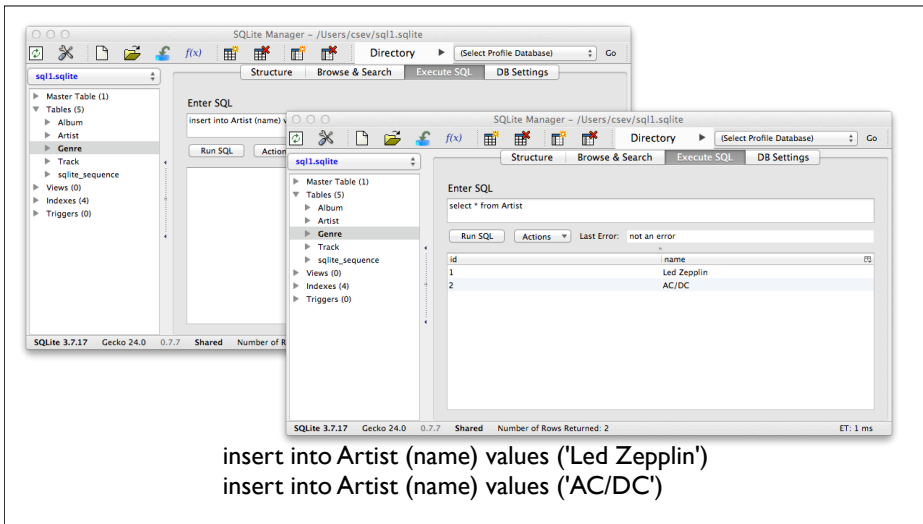 SQLite Manager - /Users/csev/sql1.sqlite
f(x)
Directory
(Select Profile Database)
Go
sql1.sqlite
Structure
Browse & Search
Execute SQL
DB Settings
Master Table (1)
Tables (5)
Album
Artist
Genre
Track
sqlite_sequence
Views (0)
Indexes (4)
Triggers (0)
Enter SQL
insert into Artist (name) v
Run SQL
Action
SQLite 3.7.17
Gecko 24.0
0.7.7
Shared
Number of R
SQLite Manager - /Users/csev/sql1.sqlite
f(x)
Directory
(Select Profile Database)
Go
sql1.sqlite
Structure
Browse & Search
Execute SQL
DB Settings
Master Table (1)
Tables (5)
Album
Artist
Genre
Track
sqlite_sequence
Views (0)
Indexes (4)
Triggers (0)
Enter SQL
select * from Artist
Run SQL
Actions
Last Error: not an error
id name
1 Led Zepplin
2 AC/DC
SQLite 3.7.17
Gecko 24.0
0.7.7
Shared
Number of Rows Returned: 2
ET: 1 ms
insert into Artist (name) values ('Led Zepplin')
insert into Artist (name) values ('AC/DC')